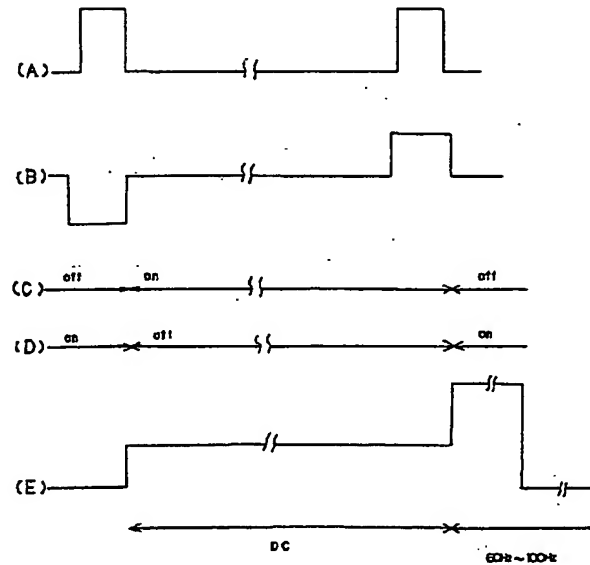 (A)
(B)
(C) off on off
(D) on off on
(E)
DC
60Hz~100Hz